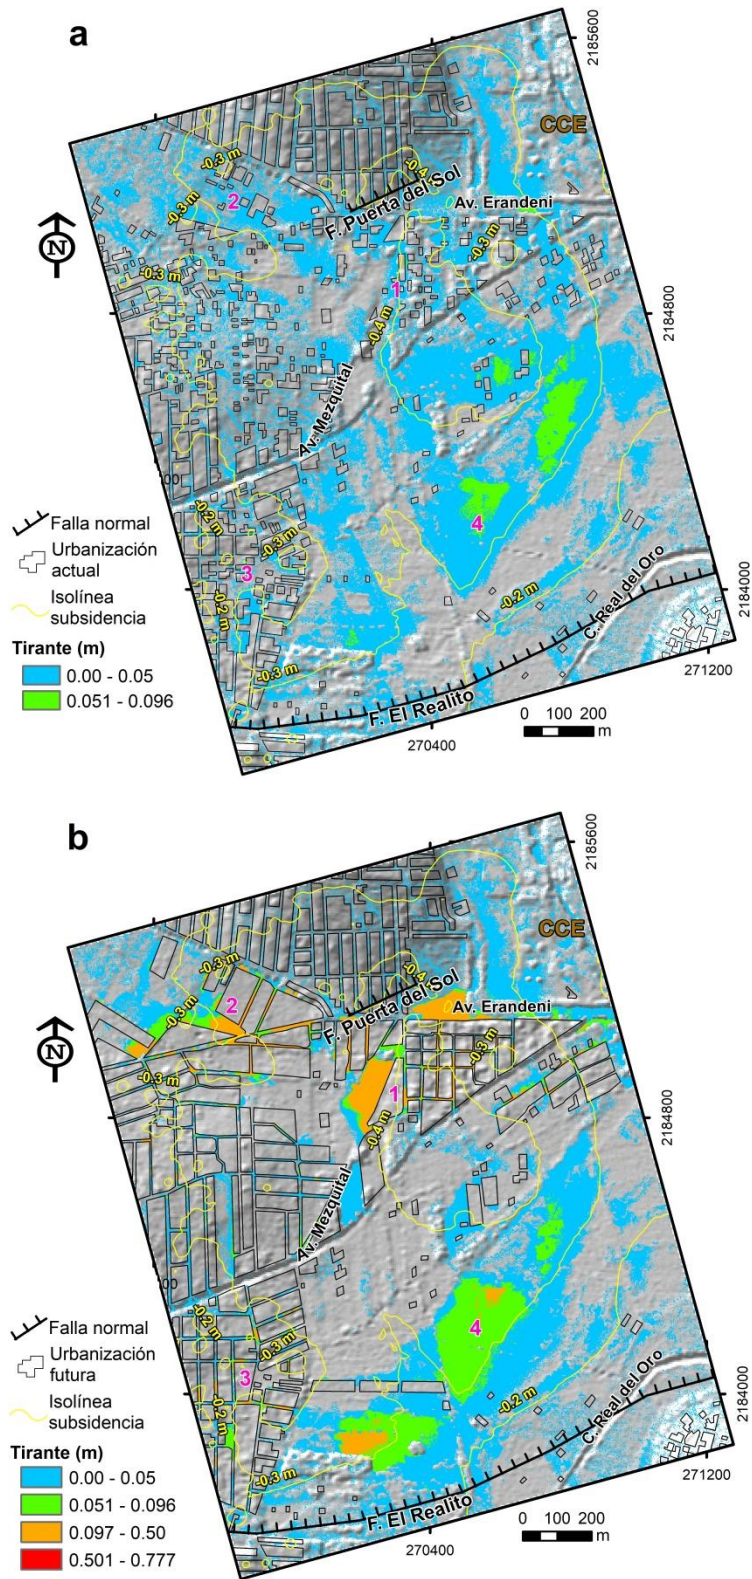 a
2185600
CCE
-0.3 m
-0.4
2
F. Puerta del Sol
Av. Erandeni
-0.3 m
-0.3 m
-0.3 m
1
2184800
-0.4 m
N
Av. Mezquital
00
4
-0.2 m
-0.3 m
3
-0.2 m
-0.2 m
C. Real del Oro
2184000
-0.3 m
F. El Realito
271200
270400
Falla normal
Urbanización
actual
Isolínea
subsidencia
Tirante (m)
0.00 - 0.05
0.051 - 0.096
0 100 200
m
b
2185600
CCE
-0.3 m
-0.4
2
F. Puerta del Sol
Av. Erandeni
-0.3 m
-0.3 m
-0.3 m
1
2184800
-0.4 m
N
Av. Mezquital
00
4
-0.2 m
-0.3 m
3
-0.2 m
-0.2 m
C. Real del Oro
2184000
-0.3 m
F. El Realito
271200
270400
Falla normal
Urbanización
futura
Isolínea
subsidencia
Tirante (m)
0.00 - 0.05
0.051 - 0.096
0.097 - 0.50
0.501 - 0.777
0 100 200
m